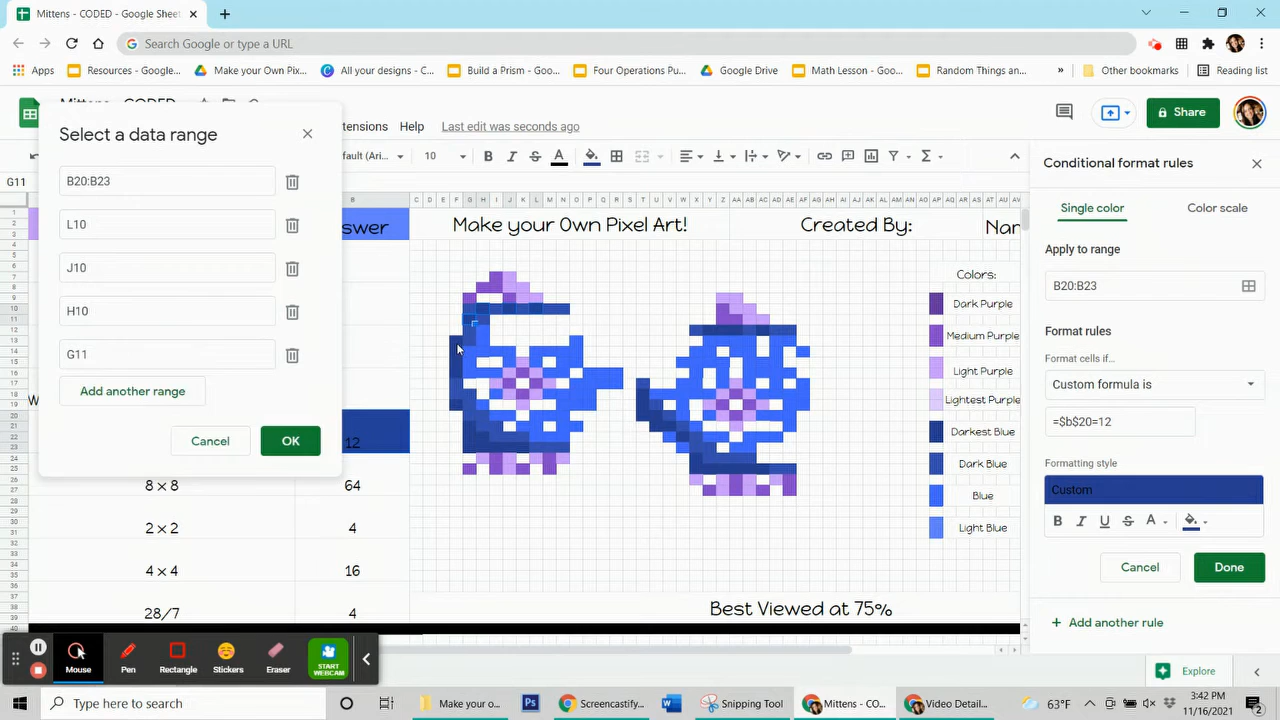 Mittens - CODED - Google Sheet
Search Google or type a URL
Apps
Resources - Google...
Make your Own Pix...
All your designs - C...
Build a Prism - Goo...
Four Operations Pu...
Google Drive
Math Lesson - Goo...
Random Things an...
»
Other bookmarks
Reading list
Mittens - CODED
tensions
Help
Last edit was seconds ago
Share
fault (Ari...
10
B
I
S
A
G11
Select a data range
B20:B23
L10
J10
H10
G11
Add another range
Cancel
OK
swer
Make your Own Pixel Art!
Created By:
Nar
Colors:
Dark Purple
Medium Purple
Light Purple
Lightest Purple
Darkest Blue
Dark Blue
Blue
Light Blue
W
12
8 × 8
64
2 × 2
4
4 × 4
16
28/7
4
Best Viewed at 75%
Conditional format rules
Single color
Color scale
Apply to range
B20:B23
Format rules
Format cells if...
Custom formula is
=$b$20=12
Formatting style
Custom
B
I
U
S
A
Cancel
Done
+ Add another rule
Explore
Mouse
Pen
Rectangle
Stickers
Eraser
START
WEBCAM
Type here to search
Make your o...
Ps
Screencastify...
W
Snipping Tool
Mittens - CO...
Video Detail...
63°F
3:42 PM
11/16/2021
2